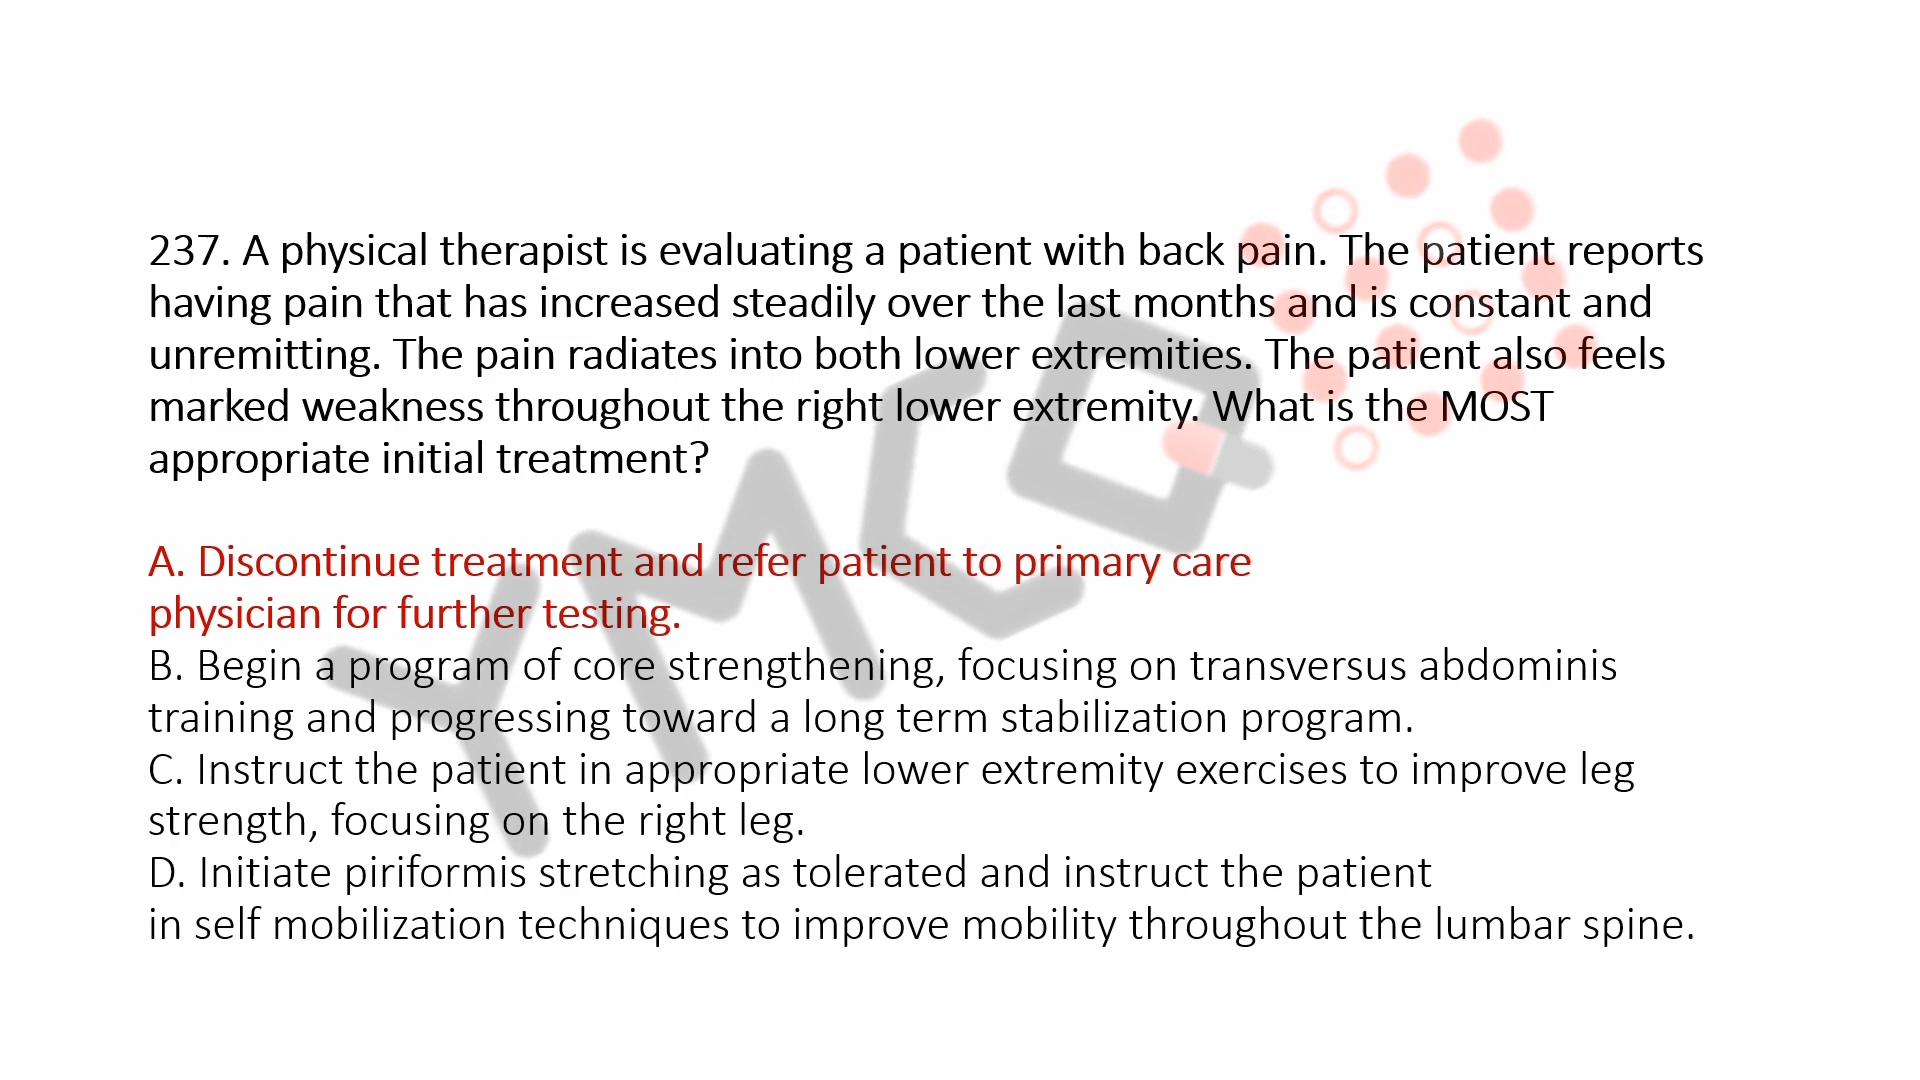 237. A physical therapist is evaluating a patient with back pain. The patient reports
having pain that has increased steadily over the last months and is constant and
unremitting. The pain radiates into both lower extremities. The patient also feels
marked weakness throughout the right lower extremity. What is the MOST
appropriate initial treatment?
A. Discontinue treatment and refer patient to primary care
physician for further testing.
B. Begin a program of core strengthening, focusing on transversus abdominis
training and progressing toward a long term stabilization program.
C. Instruct the patient in appropriate lower extremity exercises to improve leg
strength, focusing on the right leg.
D. Initiate piriformis stretching as tolerated and instruct the patient
in self mobilization techniques to improve mobility throughout the lumbar spine.
YMCQ